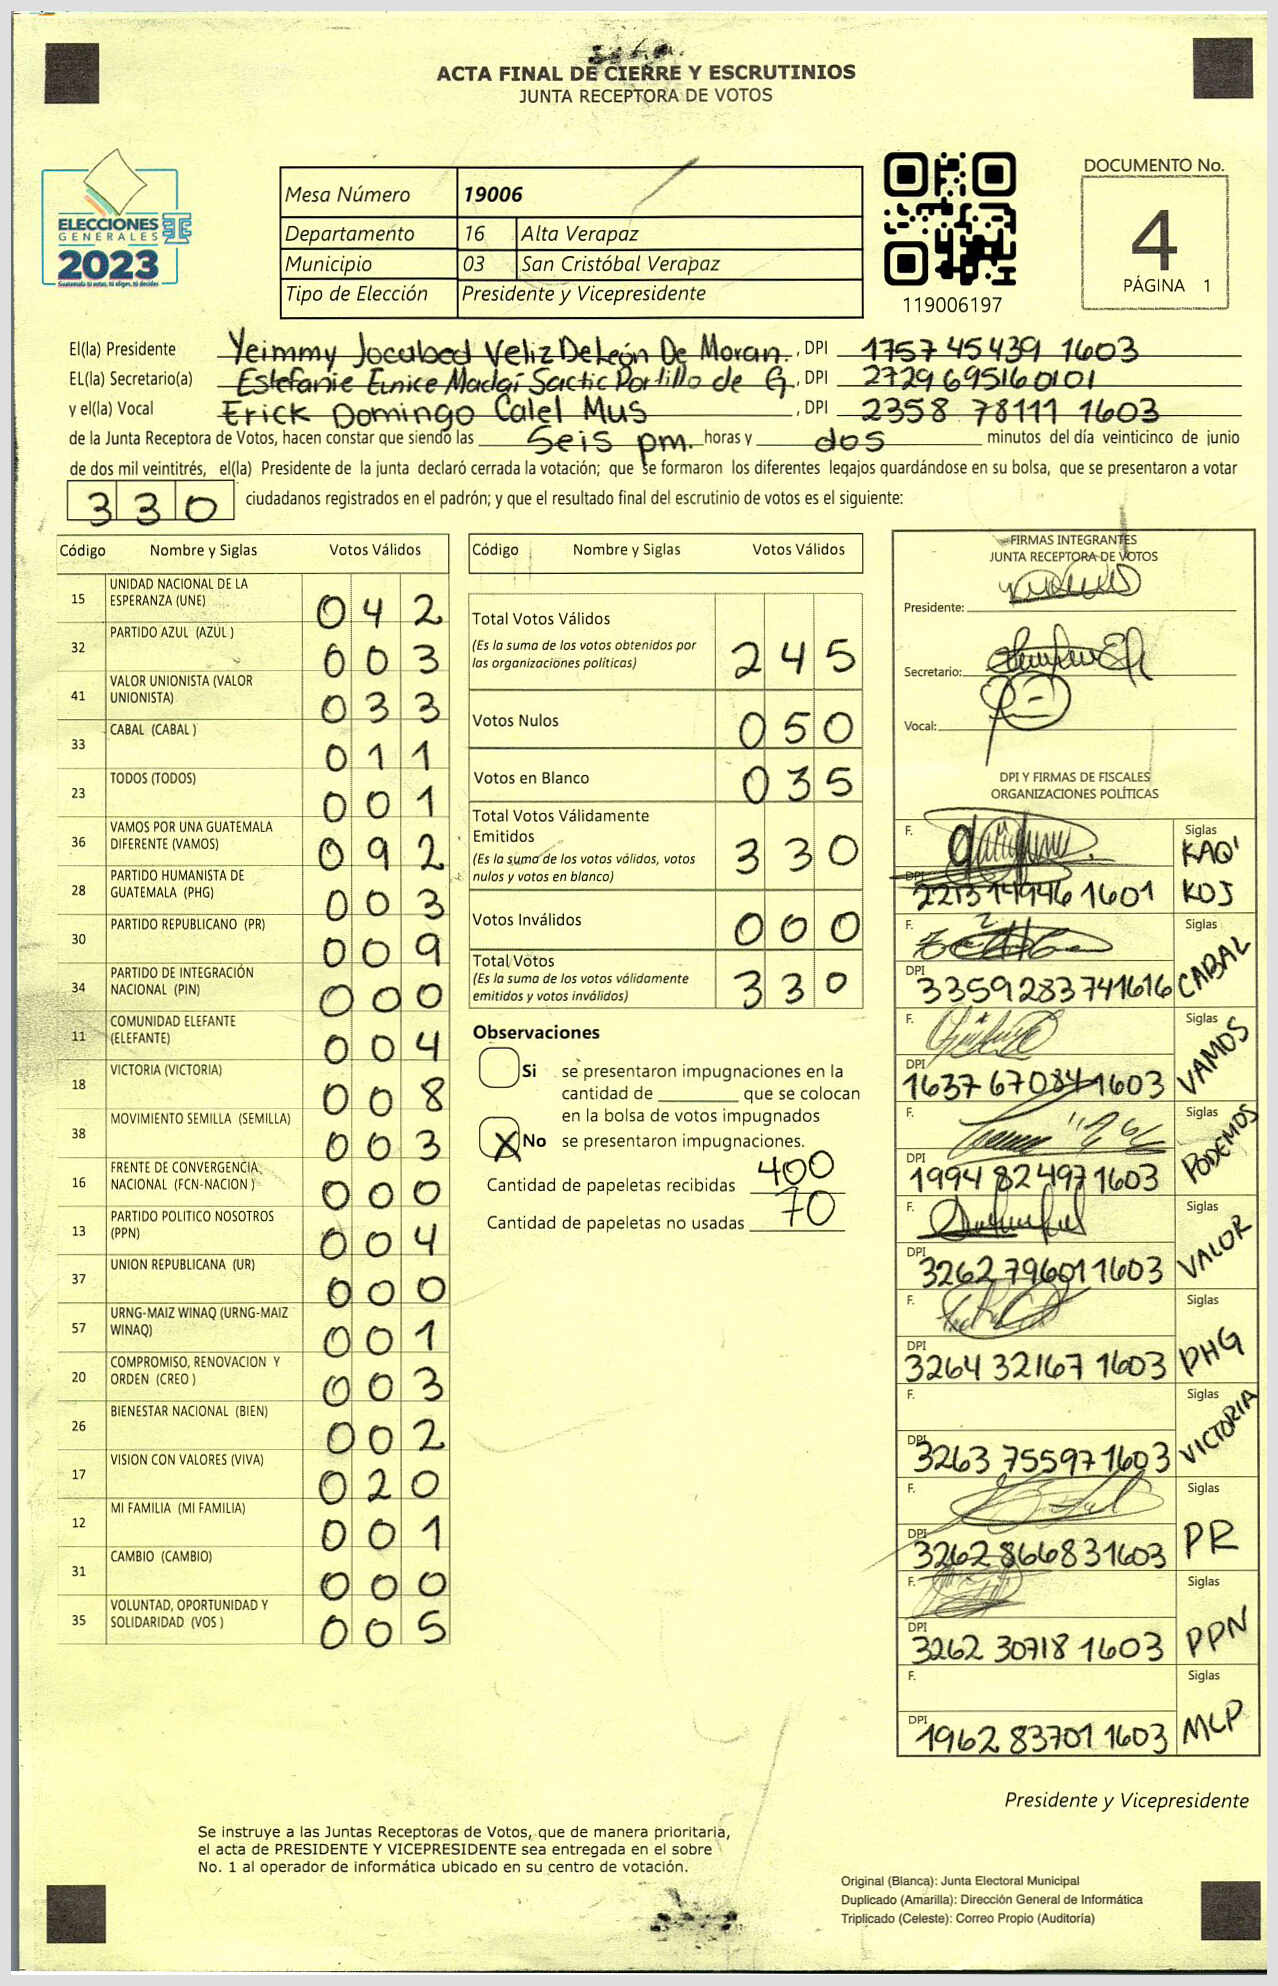 ACTA FINAL DE CIERRE Y ESCRUTINIOS
JUNTA RECEPTORA DE VOTOS
ELECCIONES
GENERALES
2023
Guatemala tú votas, tú eliges, tú decides
Mesa Número 19006
Departamento 16 Alta Verapaz
Municipio 03 San Cristóbal Verapaz
Tipo de Elección Presidente y Vicepresidente
119006197
DOCUMENTO No.
4
PÁGINA 1
El(la) Presidente Yeimmy Jocabed Veliz De León De Moran. , DPI 1757 45439 1603
EL(la) Secretario(a) Estefanie Eunice Madaí Sactic Portillo de G. , DPI 2729695160101
y el(la) Vocal Erick Domingo Calel Mus , DPI 2358 78111 1603
de la Junta Receptora de Votos, hacen constar que siendo las Seis pm. horas y dos minutos del día veinticinco de junio
de dos mil veintitrés, el(la) Presidente de la junta declaró cerrada la votación; que se formaron los diferentes legajos guardándose en su bolsa, que se presentaron a votar
330 ciudadanos registrados en el padrón; y que el resultado final del escrutinio de votos es el siguiente:
Código Nombre y Siglas Votos Válidos
15 UNIDAD NACIONAL DE LA
ESPERANZA (UNE) 042
32 PARTIDO AZUL (AZUL ) 003
41 VALOR UNIONISTA (VALOR
UNIONISTA) 033
33 CABAL (CABAL ) 011
23 TODOS (TODOS) 001
36 VAMOS POR UNA GUATEMALA
DIFERENTE (VAMOS) 092
28 PARTIDO HUMANISTA DE
GUATEMALA (PHG) 003
30 PARTIDO REPUBLICANO (PR) 009
34 PARTIDO DE INTEGRACIÓN
NACIONAL (PIN) 000
11 COMUNIDAD ELEFANTE
(ELEFANTE) 004
18 VICTORIA (VICTORIA) 008
38 MOVIMIENTO SEMILLA (SEMILLA) 003
16 FRENTE DE CONVERGENCIA
NACIONAL (FCN-NACION ) 000
13 PARTIDO POLITICO NOSOTROS
(PPN) 004
37 UNION REPUBLICANA (UR) 000
57 URNG-MAIZ WINAQ (URNG-MAIZ
WINAQ) 001
20 COMPROMISO, RENOVACION Y
ORDEN (CREO ) 003
26 BIENESTAR NACIONAL (BIEN) 002
17 VISION CON VALORES (VIVA) 020
12 MI FAMILIA (MI FAMILIA) 001
31 CAMBIO (CAMBIO) 000
35 VOLUNTAD, OPORTUNIDAD Y
SOLIDARIDAD (VOS ) 005
Código Nombre y Siglas Votos Válidos
Total Votos Válidos 245
(Es la suma de los votos obtenidos por
las organizaciones políticas)
Votos Nulos 050
Votos en Blanco 035
Total Votos Válidamente
Emitidos 330
(Es la suma de los votos válidos, votos
nulos y votos en blanco)
Votos Inválidos 000
Total Votos 330
(Es la suma de los votos válidamente
emitidos y votos inválidos)
Observaciones
Si se presentaron impugnaciones en la
cantidad de ________ que se colocan
en la bolsa de votos impugnados
X No se presentaron impugnaciones.
Cantidad de papeletas recibidas 400
Cantidad de papeletas no usadas 70
FIRMAS INTEGRANTES
JUNTA RECEPTORA DE VOTOS
Presidente:
Secretario:
Vocal:
DPI Y FIRMAS DE FISCALES
ORGANIZACIONES POLÍTICAS
F. Siglas KAQ'
DPI 2213 14946 1601 KOJ
F. Siglas CABAL
DPI 3359283741616
F. Siglas VAMOS
DPI 1637 67084 1603
F. Siglas PODEMOS
DPI 1994 82497 1603
F. Siglas VALOR
DPI 3262 79601 1603
F. Siglas PHG
DPI 3264 32167 1603
F. Siglas VICTORIA
DPI 3263 75597 1603
F. Siglas PR
DPI 3262 86683 1603
F. Siglas PPN
DPI 3262 30718 1603
F. Siglas MLP
DPI 1962 83701 1603
Presidente y Vicepresidente
Se instruye a las Juntas Receptoras de Votos, que de manera prioritaria,
el acta de PRESIDENTE Y VICEPRESIDENTE sea entregada en el sobre
No. 1 al operador de informática ubicado en su centro de votación.
Original (Blanca): Junta Electoral Municipal
Duplicado (Amarilla): Dirección General de Informática
Triplicado (Celeste): Correo Propio (Auditoría)